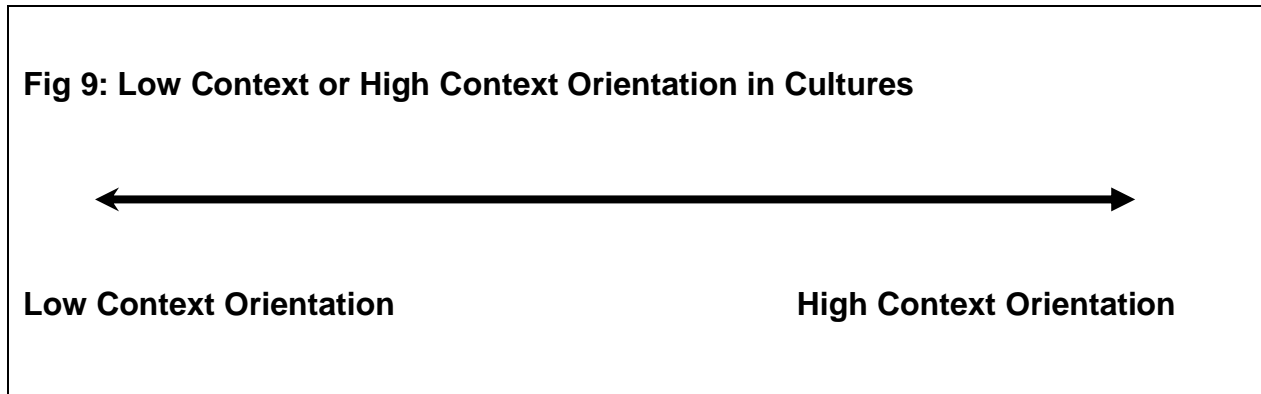 Fig 9: Low Context or High Context Orientation in Cultures
Low Context Orientation High Context Orientation